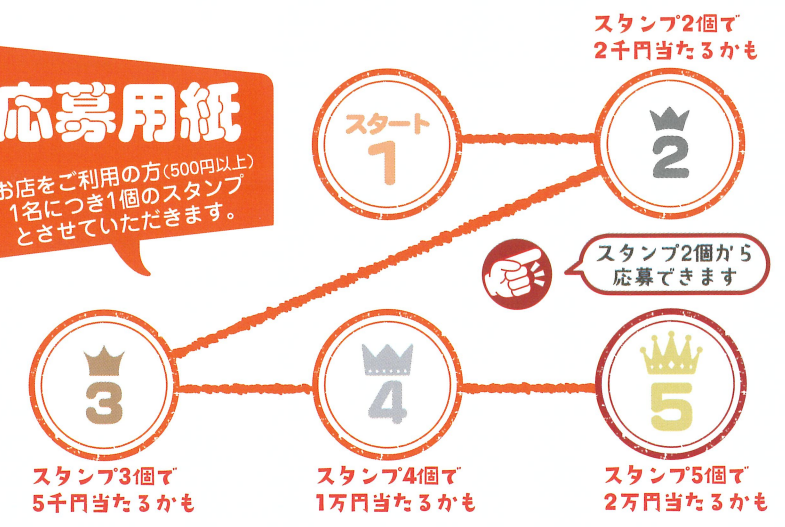 スタンプ2個で
2千円当たるかも
応募用紙
お店をご利用の方(500円以上)
1名につき1個のスタンプ
とさせていただきます。
スタート
1
2
スタンプ2個から
応募できます
3
4
5
スタンプ3個で
5千円当たるかも
スタンプ4個で
1万円当たるかも
スタンプ5個で
2万円当たるかも